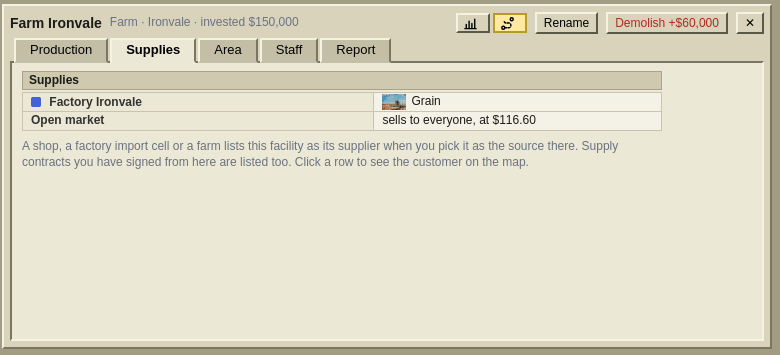 Farm Ironvale Farm · Ironvale · invested $150,000 Rename Demolish +$60,000 ✕
Production Supplies Area Staff Report
Supplies
Factory Ironvale Grain
Open market sells to everyone, at $116.60
A shop, a factory import cell or a farm lists this facility as its supplier when you pick it as the source there. Supply
contracts you have signed from here are listed too. Click a row to see the customer on the map.